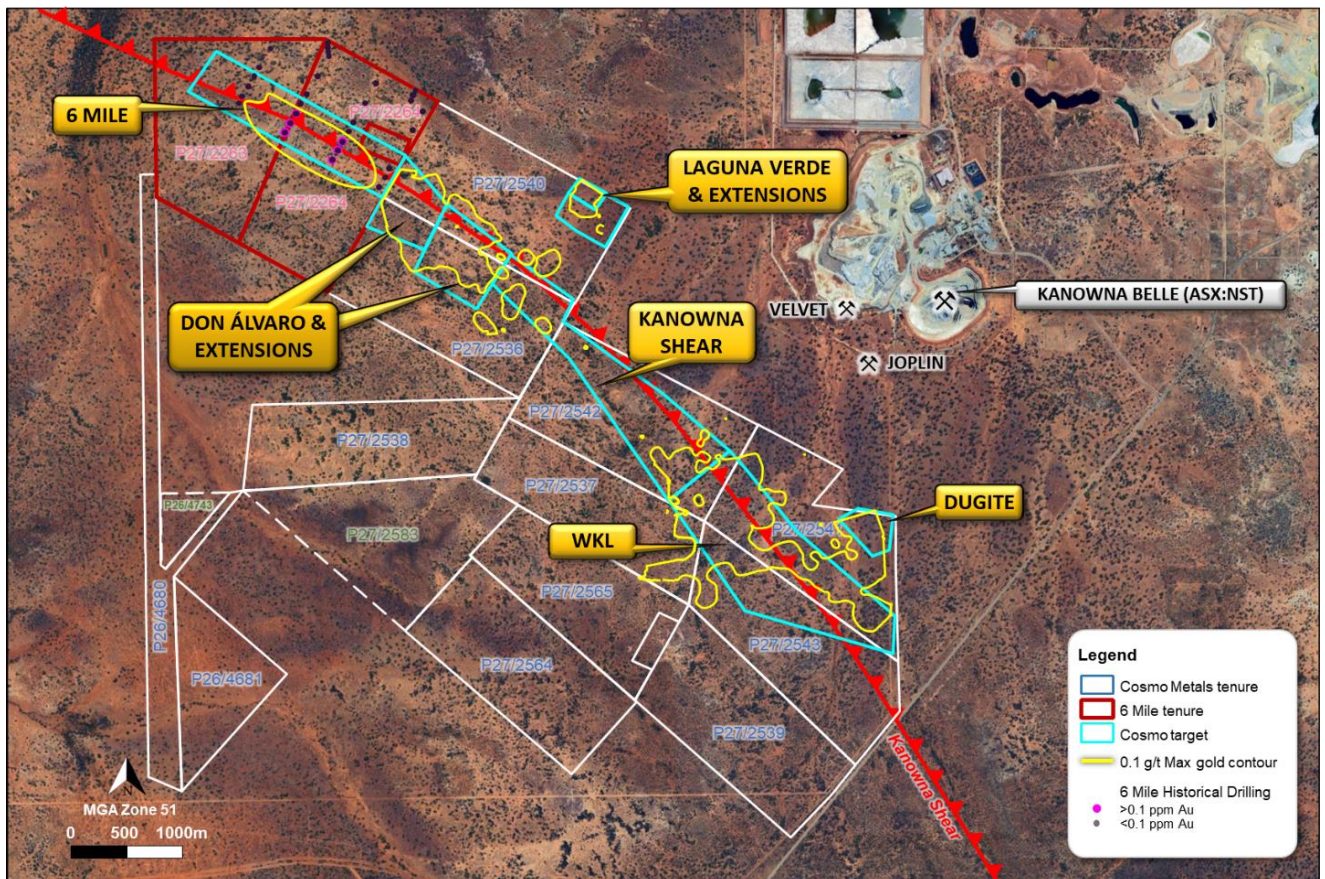 6 MILE
P27/2264
P27/2263
P27/2264
P27/2540
LAGUNA VERDE
& EXTENSIONS
KANOWNA BELLE (ASX:NST)
VELVET
JOPLIN
DON ÁLVARO &
EXTENSIONS
KANOWNA
SHEAR
P27/2536
P27/2542
P27/2538
P27/2537
P26/4743
P27/2583
WKL
P27/254
DUGITE
P26/4680
P27/2565
P26/4681
P27/2564
P27/2543
P27/2539
Kanowna Shear
N
MGA Zone 51
0 500 1000m
Legend
Cosmo Metals tenure
6 Mile tenure
Cosmo target
0.1 g/t Max gold contour
6 Mile Historical Drilling
>0.1 ppm Au
<0.1 ppm Au